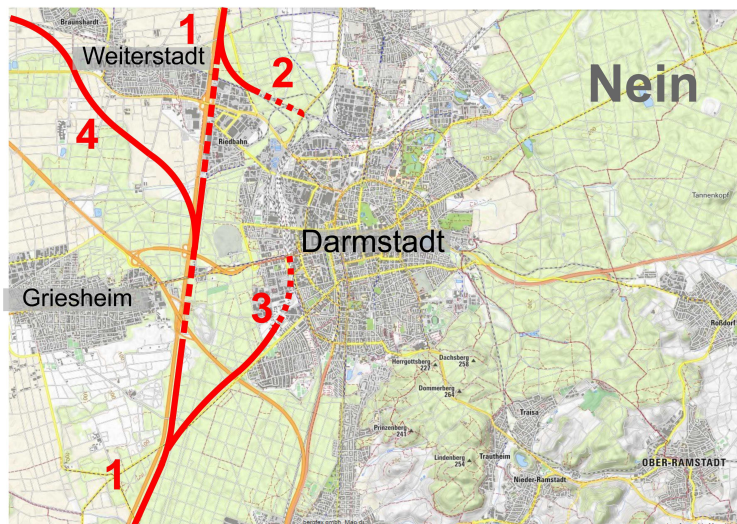 Braunshardt
1
Weiterstadt
2
Nein
4
Riedbahn
Tannenkopf
Darmstadt
Griesheim
3
Roßdorf
Herrgottsberg
227
Dachsberg
256
Dommerberg
264
Traisa
Prinzenberg
241
Lindenberg
254
Trautheim
1
OBER-RAMSTADT
Nieder-Ramstadt